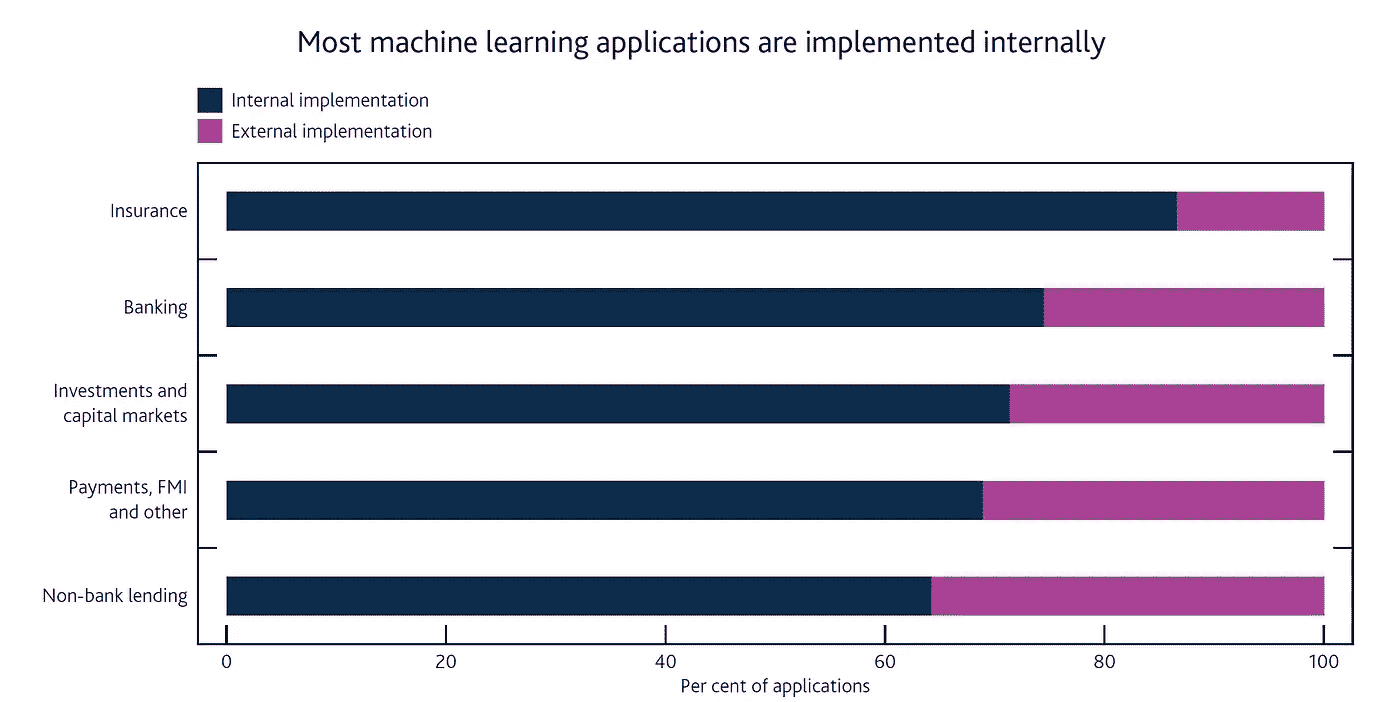 Most machine learning applications are implemented internally
Internal implementation
External implementation
Insurance
Banking
Investments and
capital markets
Payments, FMI
and other
Non-bank lending
0 20 40 60 80 100
Per cent of applications